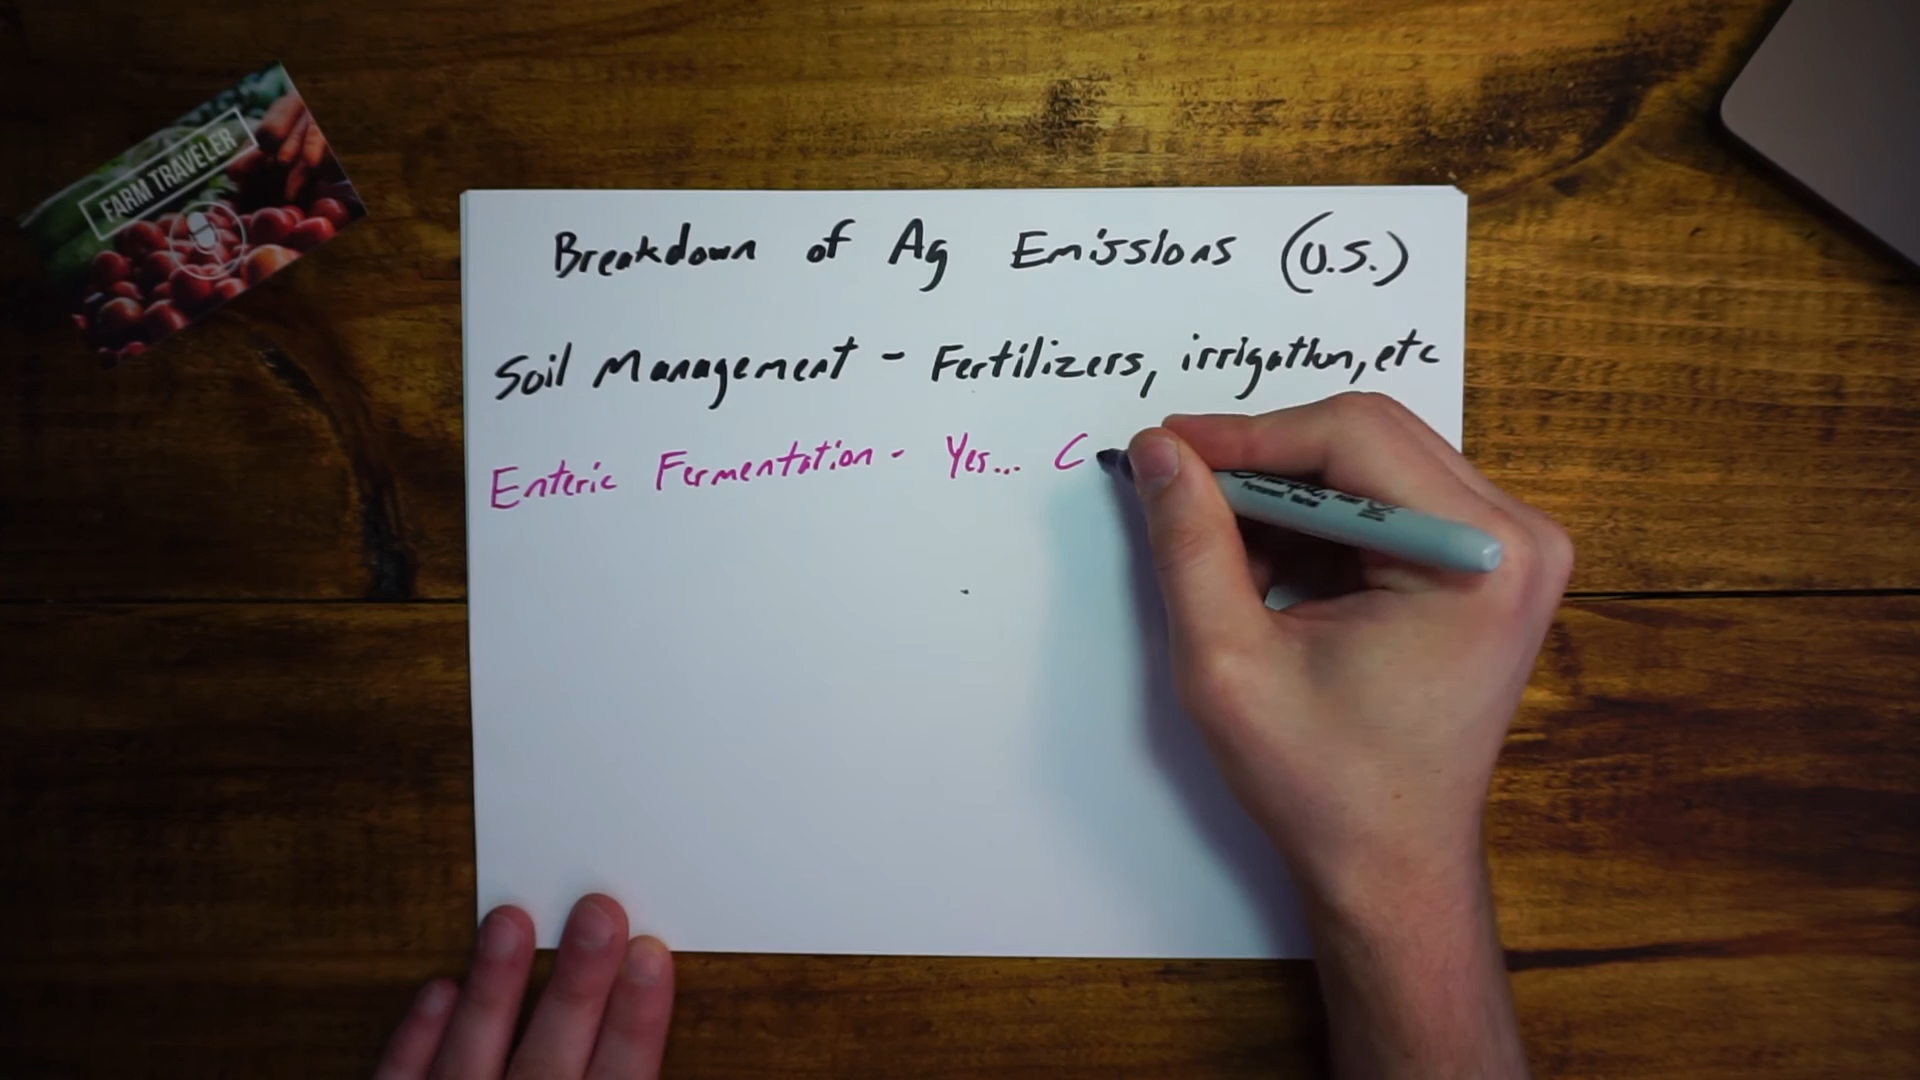 FARM TRAVELER
Breakdown of Ag Emissions (U.S.)
Soil Management - Fertilizers, irrigation, etc
Enteric Fermentation - Yes... C